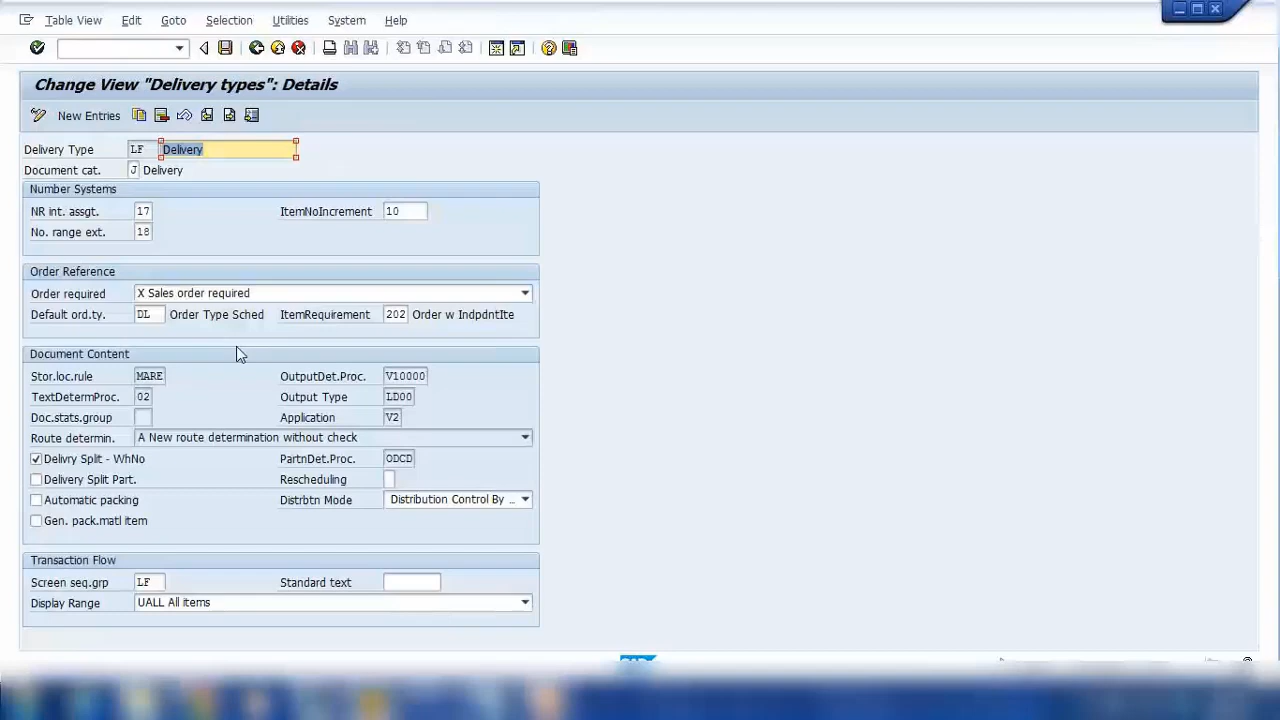 Table View Edit Goto Selection Utilities System Help
Change View "Delivery types": Details
New Entries
Delivery Type LF Delivery
Document cat. J Delivery
Number Systems
NR int. assgt. 17 ItemNoIncrement 10
No. range ext. 18
Order Reference
Order required X Sales order required
Default ord.ty. DL Order Type Sched ItemRequirement 202 Order w IndpdntIte
Document Content
Stor.loc.rule MARE OutputDet.Proc. V10000
TextDetermProc. 02 Output Type LD00
Doc.stats.group Application V2
Route determin. A New route determination without check
Delivry Split - WhNo PartnDet.Proc. ODCD
Delivery Split Part. Rescheduling
Automatic packing Distrbtn Mode Distribution Control By ...
Gen. pack.matl item
Transaction Flow
Screen seq.grp LF Standard text
Display Range UALL All items
SAP